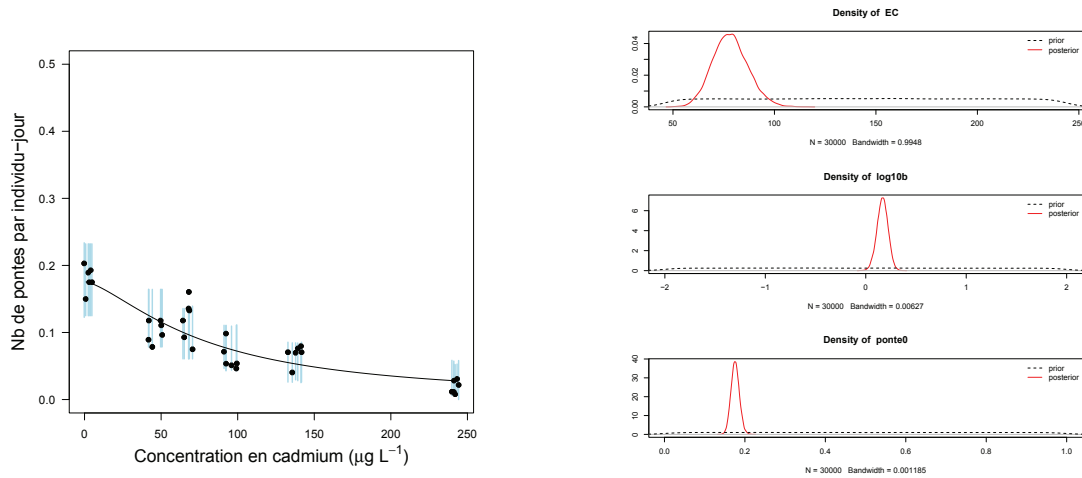 0.5
0.4
0.3
0.2
0.1
0.0
Nb de pontes par individu-jour
0 50 100 150 200 250
Concentration en cadmium (µg L⁻¹)
Density of EC
0.04
0.02
0.00
prior
posterior
50 100 150 200 250
N = 30000 Bandwidth = 0.9948
Density of log10b
6
4
2
0
prior
posterior
−2 −1 0 1 2
N = 30000 Bandwidth = 0.00627
Density of ponte0
40
30
20
10
0
prior
posterior
0.0 0.2 0.4 0.6 0.8 1.0
N = 30000 Bandwidth = 0.001185